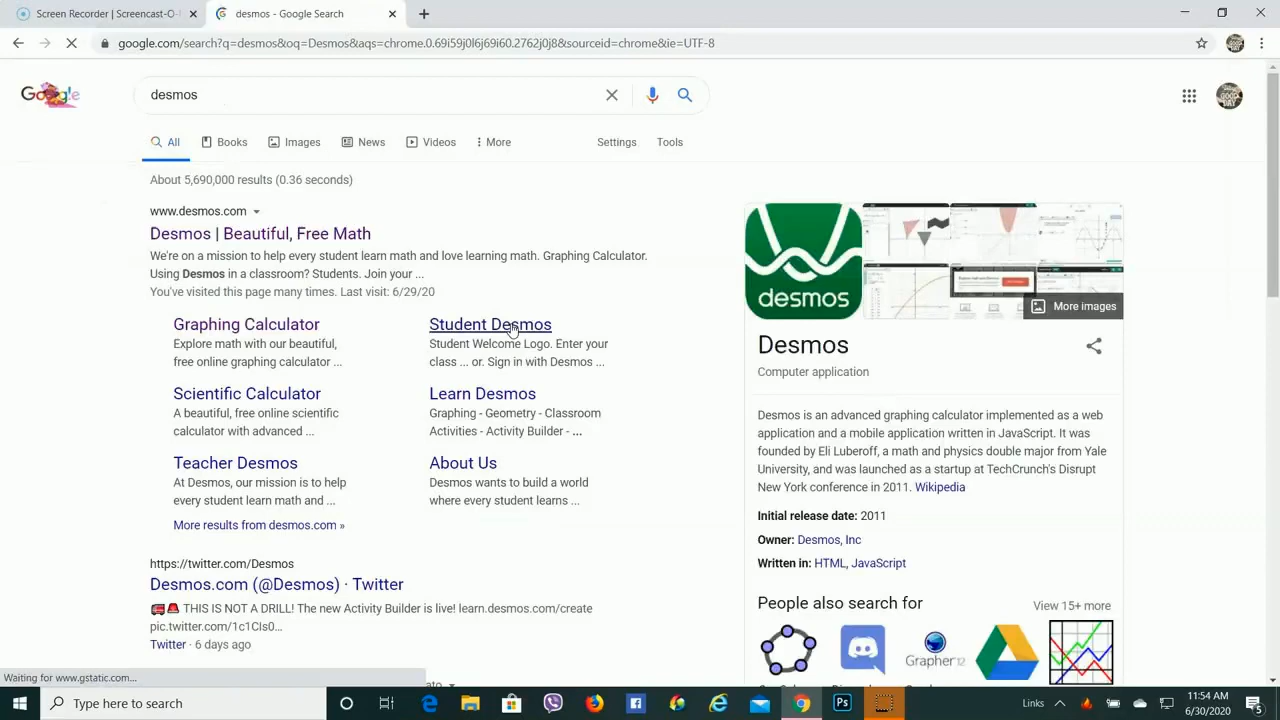 Screen Recorder | Screencast-O-
desmos - Google Search
google.com/search?q=desmos&oq=Desmos&aqs=chrome.0.69i59j0l6j69i60.2762j0j8&sourceid=chrome&ie=UTF-8
desmos
All
Books
Images
News
Videos
More
Settings
Tools
About 5,690,000 results (0.36 seconds)
www.desmos.com
Desmos | Beautiful, Free Math
We're on a mission to help every student learn math and love learning math. Graphing Calculator.
Using Desmos in a classroom? Students. Join your ...
You've visited this page Last visit: 6/29/20
Graphing Calculator
Explore math with our beautiful,
free online graphing calculator ...
Student Desmos
Student Welcome Logo. Enter your
class ... or. Sign in with Desmos ...
Scientific Calculator
A beautiful, free online scientific
calculator with advanced ...
Learn Desmos
Graphing - Geometry - Classroom
Activities - Activity Builder - ...
Teacher Desmos
At Desmos, our mission is to help
every student learn math and ...
About Us
Desmos wants to build a world
where every student learns ...
More results from desmos.com »
https://twitter.com/Desmos
Desmos.com (@Desmos) · Twitter
THIS IS NOT A DRILL! The new Activity Builder is live! learn.desmos.com/create
Twitter · 6 days ago
desmos
More images
Desmos
Computer application
Desmos is an advanced graphing calculator implemented as a web
application and a mobile application written in JavaScript. It was
founded by Eli Luberoff, a math and physics double major from Yale
University, and was launched as a startup at TechCrunch's Disrupt
New York conference in 2011. Wikipedia
Initial release date: 2011
Owner: Desmos, Inc
Written in: HTML, JavaScript
People also search for
View 15+ more
Grapher
Waiting for www.gstatic.com...
Type here to search
Links
11:54 AM
6/30/2020
5